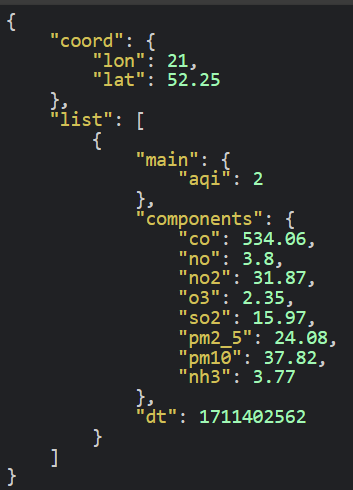 {
    "coord": {
        "lon": 21,
        "lat": 52.25
    },
    "list": [
        {
            "main": {
                "aqi": 2
            },
            "components": {
                "co": 534.06,
                "no": 3.8,
                "no2": 31.87,
                "o3": 2.35,
                "so2": 15.97,
                "pm2_5": 24.08,
                "pm10": 37.82,
                "nh3": 3.77
            },
            "dt": 1711402562
        }
    ]
}